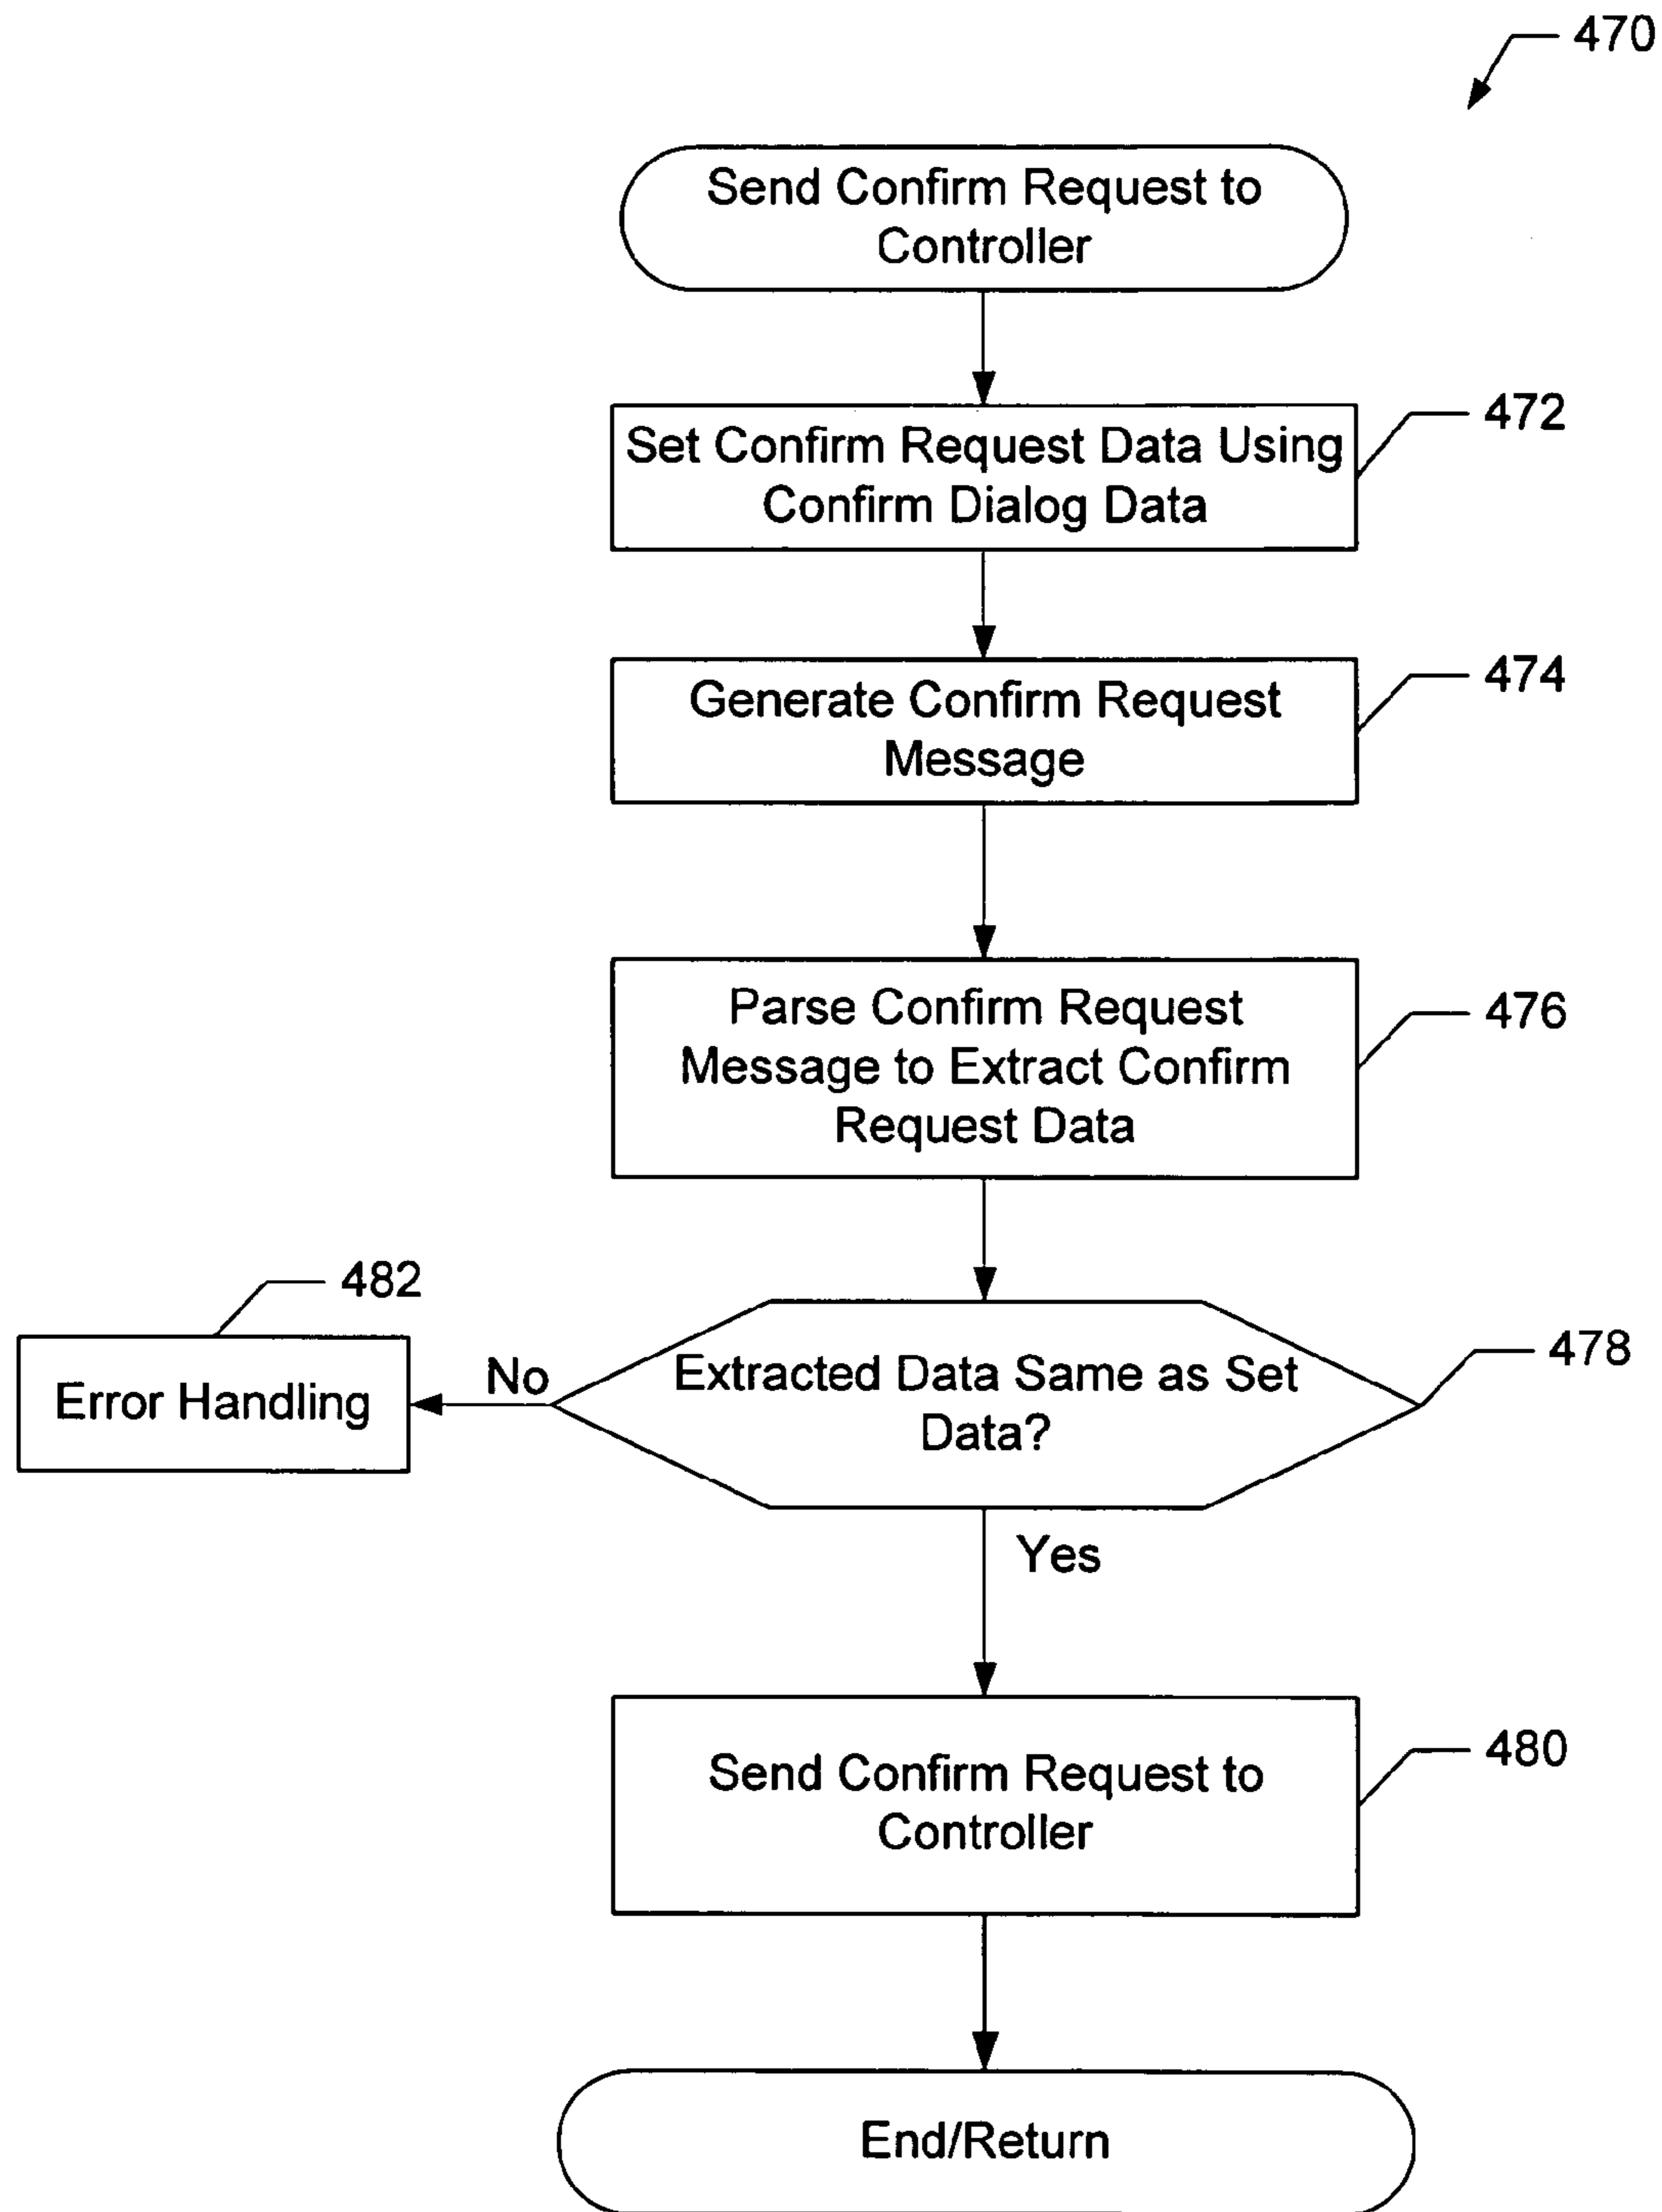 470
Send Confirm Request to
Controller
472
Set Confirm Request Data Using
Confirm Dialog Data
474
Generate Confirm Request
Message
476
Parse Confirm Request
Message to Extract Confirm
Request Data
482
Error Handling
No
478
Extracted Data Same as Set
Data?
Yes
480
Send Confirm Request to
Controller
End/Return